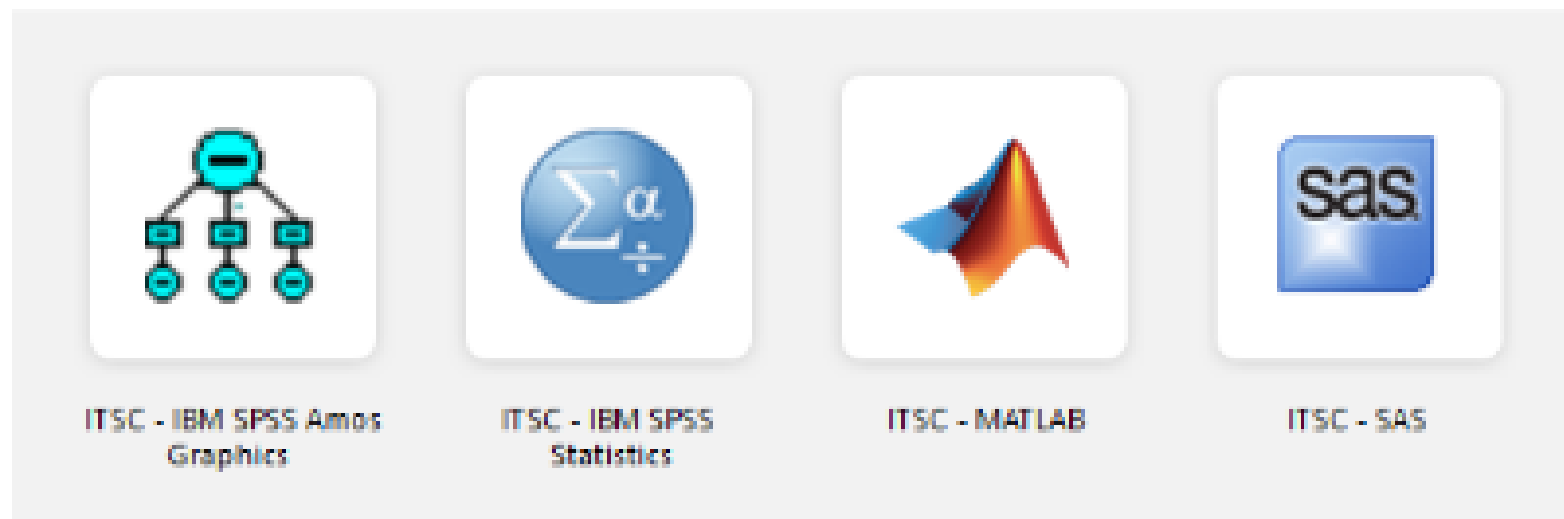 Σ α ÷
sas
ITSC - IBM SPSS Amos
Graphics
ITSC - IBM SPSS
Statistics
ITSC - MATLAB
ITSC - SAS